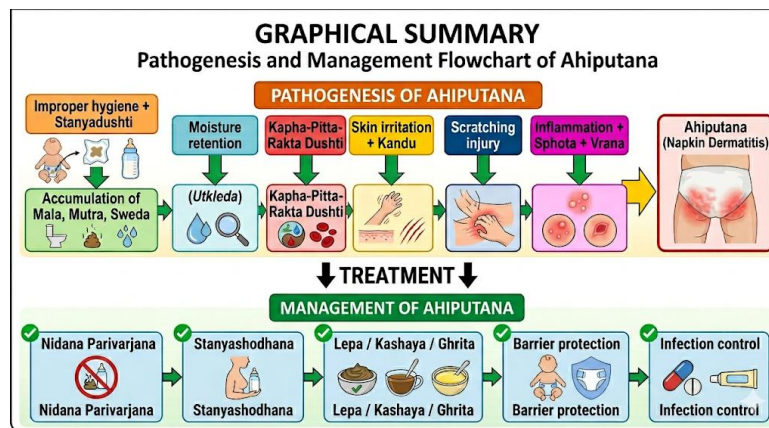 GRAPHICAL SUMMARY
Pathogenesis and Management Flowchart of Ahiputana
PATHOGENESIS OF AHIPUTANA
Improper hygiene +
Stanyadushti
Accumulation of
Mala, Mutra, Sweda
Moisture
retention
(Utkleda)
Kapha-Pitta-
Rakta Dushti
Kapha-Pitta-
Rakta Dushti
Skin irritation
+ Kandu
Scratching
injury
Inflammation +
Sphota + Vrana
Ahiputana
(Napkin Dermatitis)
TREATMENT
MANAGEMENT OF AHIPUTANA
Nidana Parivarjana
Nidana Parivarjana
Stanyashodhana
Stanyashodhana
Lepa / Kashaya / Ghrita
Lepa / Kashaya / Ghrita
Barrier protection
Barrier protection
Infection control
Infection control